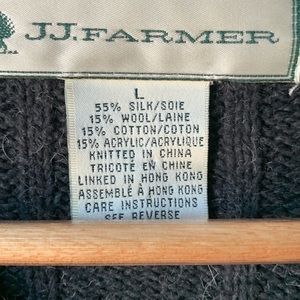 JJ.FARMER
L
55% SILK/SOIE
15% WOOL/LAINE
15% COTTON/COTON
15% ACRYLIC/ACRYLIQUE
KNITTED IN CHINA
TRICOTÉ EN CHINE
LINKED IN HONG KONG
ASSEMBLÉ À HONG KONG
CARE INSTRUCTIONS
SEE REVERSE